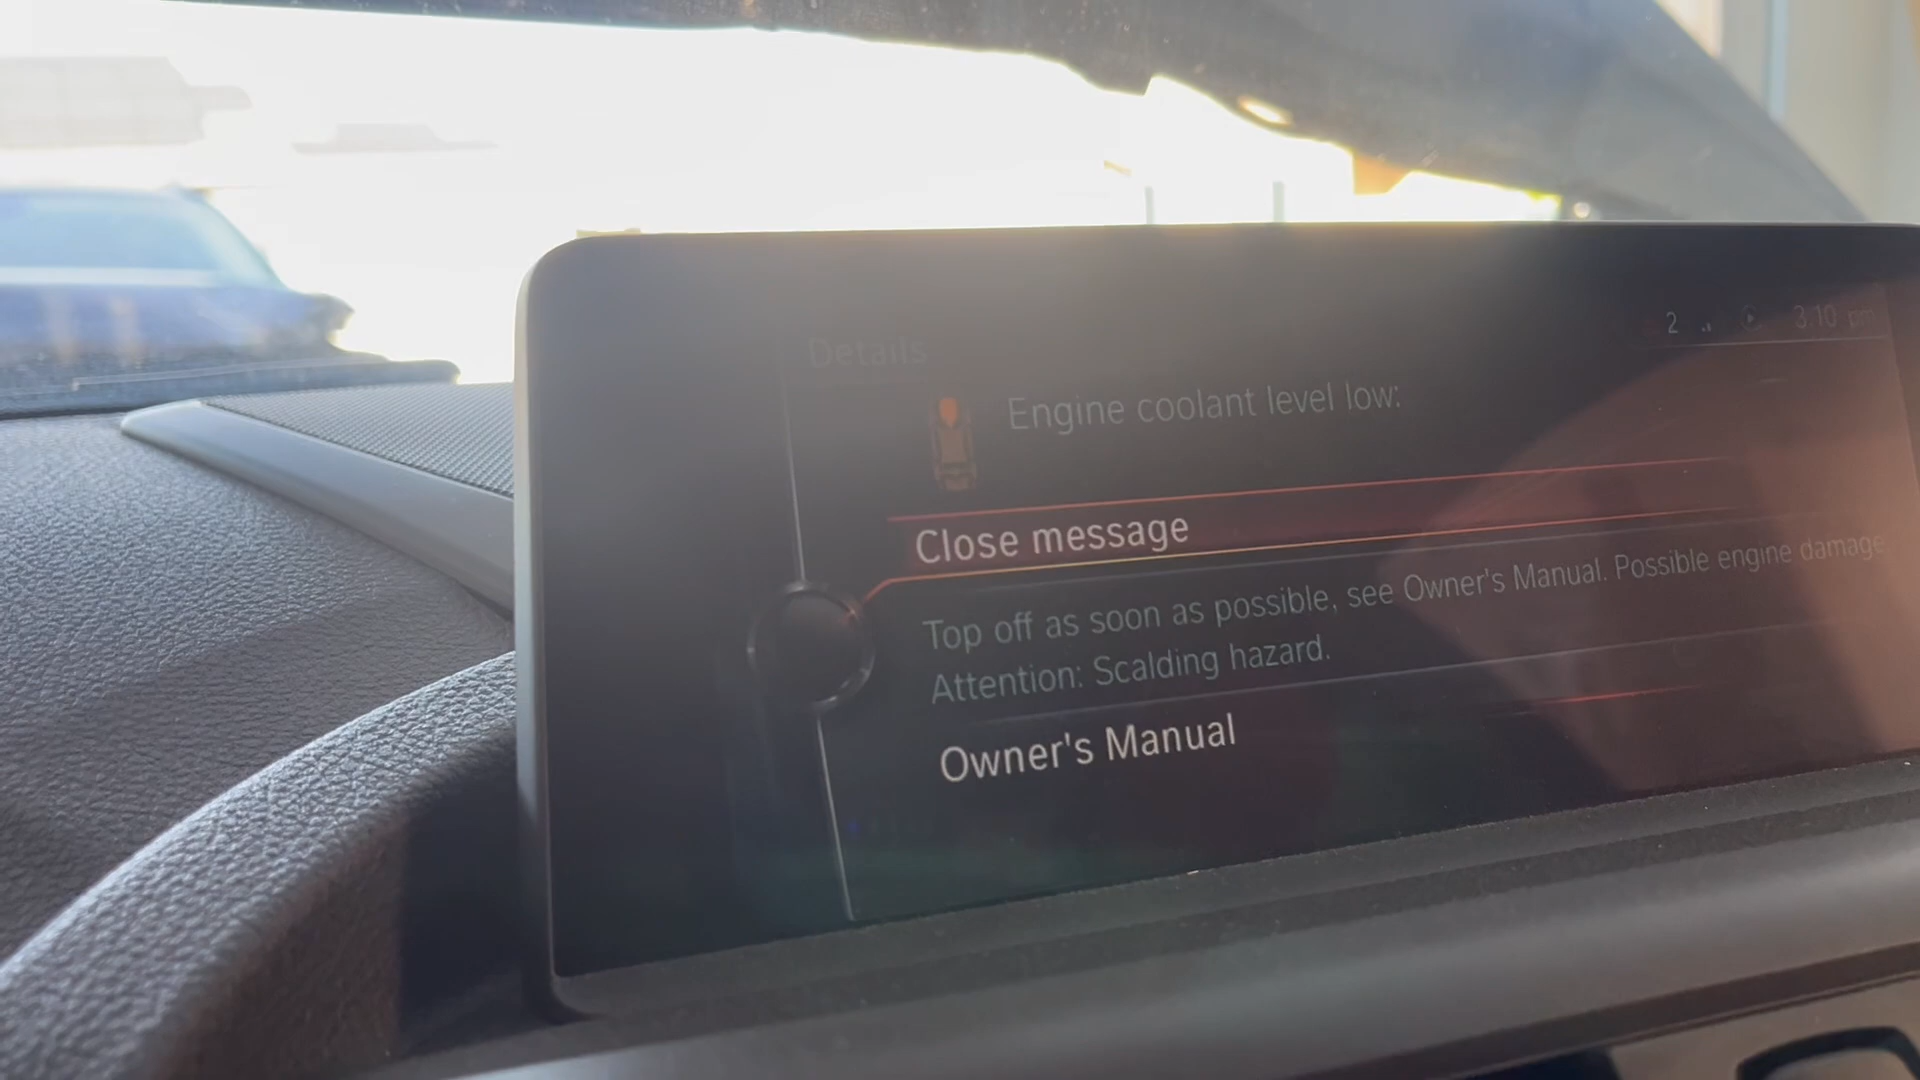 2 3:10 pm
Details
Engine coolant level low:
Close message
Top off as soon as possible, see Owner's Manual. Possible engine damage
Attention: Scalding hazard.
Owner's Manual